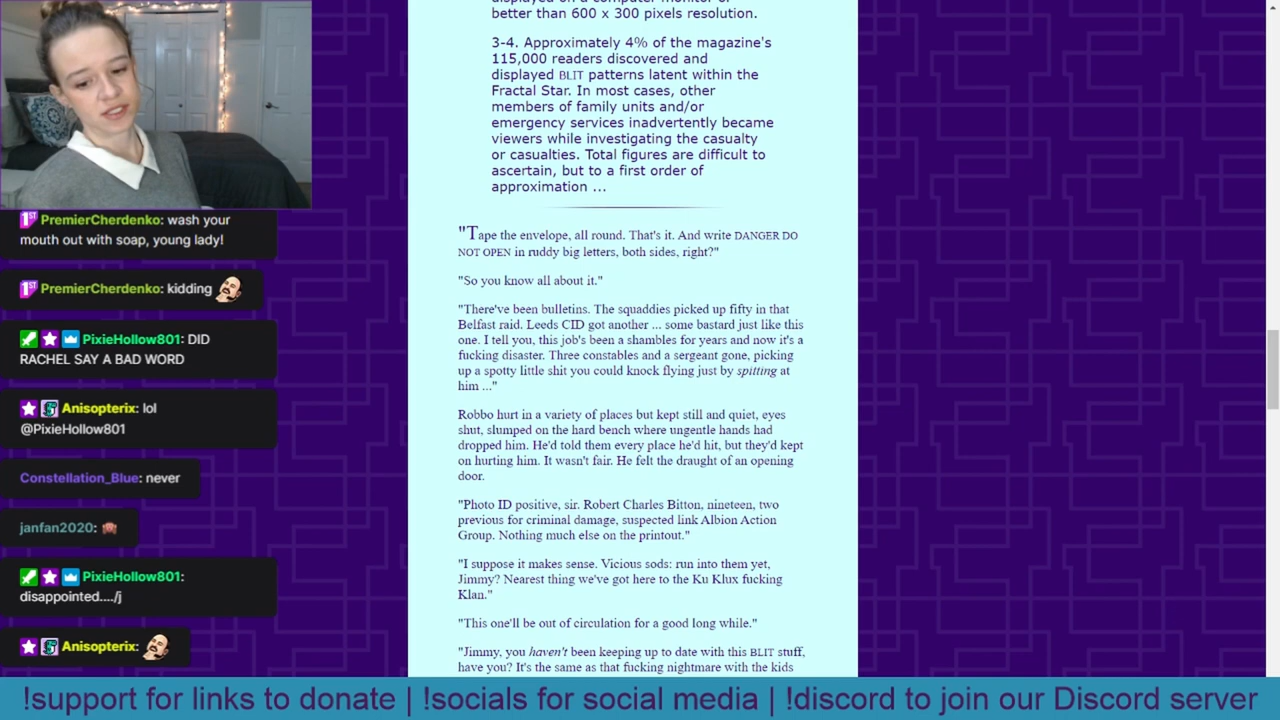 displayed on a computer monitor of
better than 600 x 300 pixels resolution.
3-4. Approximately 4% of the magazine's
115,000 readers discovered and
displayed BLIT patterns latent within the
Fractal Star. In most cases, other
members of family units and/or
emergency services inadvertently became
viewers while investigating the casualty
or casualties. Total figures are difficult to
ascertain, but to a first order of
approximation ...
"Tape the envelope, all round. That's it. And write DANGER DO
NOT OPEN in ruddy big letters, both sides, right?"
"So you know all about it."
"There've been bulletins. The squaddies picked up fifty in that
Belfast raid. Leeds CID got another ... some bastard just like this
one. I tell you, this job's been a shambles for years and now it's a
fucking disaster. Three constables and a sergeant gone, picking
up a spotty little shit you could knock flying just by spitting at
him ..."
Robbo hurt in a variety of places but kept still and quiet, eyes
shut, slumped on the hard bench where ungentle hands had
dropped him. He'd told them every place he'd hit, but they'd kept
on hurting him. It wasn't fair. He felt the draught of an opening
door.
"Photo ID positive, sir. Robert Charles Bitton, nineteen, two
previous for criminal damage, suspected link Albion Action
Group. Nothing much else on the printout."
"I suppose it makes sense. Vicious sods: run into them yet,
Jimmy? Nearest thing we've got here to the Ku Klux fucking
Klan."
"This one'll be out of circulation for a good long while."
"Jimmy, you haven't been keeping up to date with this BLIT stuff,
have you? It's the same as that fucking nightmare with the kids
1ST PremierCherdenko: wash your
mouth out with soap, young lady!
1ST PremierCherdenko: kidding
PixieHollow801: DID
RACHEL SAY A BAD WORD
Anisopterix: lol
@PixieHollow801
Constellation_Blue: never
janfan2020:
PixieHollow801:
disappointed..../j
Anisopterix:
!support for links to donate | !socials for social media | !discord to join our Discord server